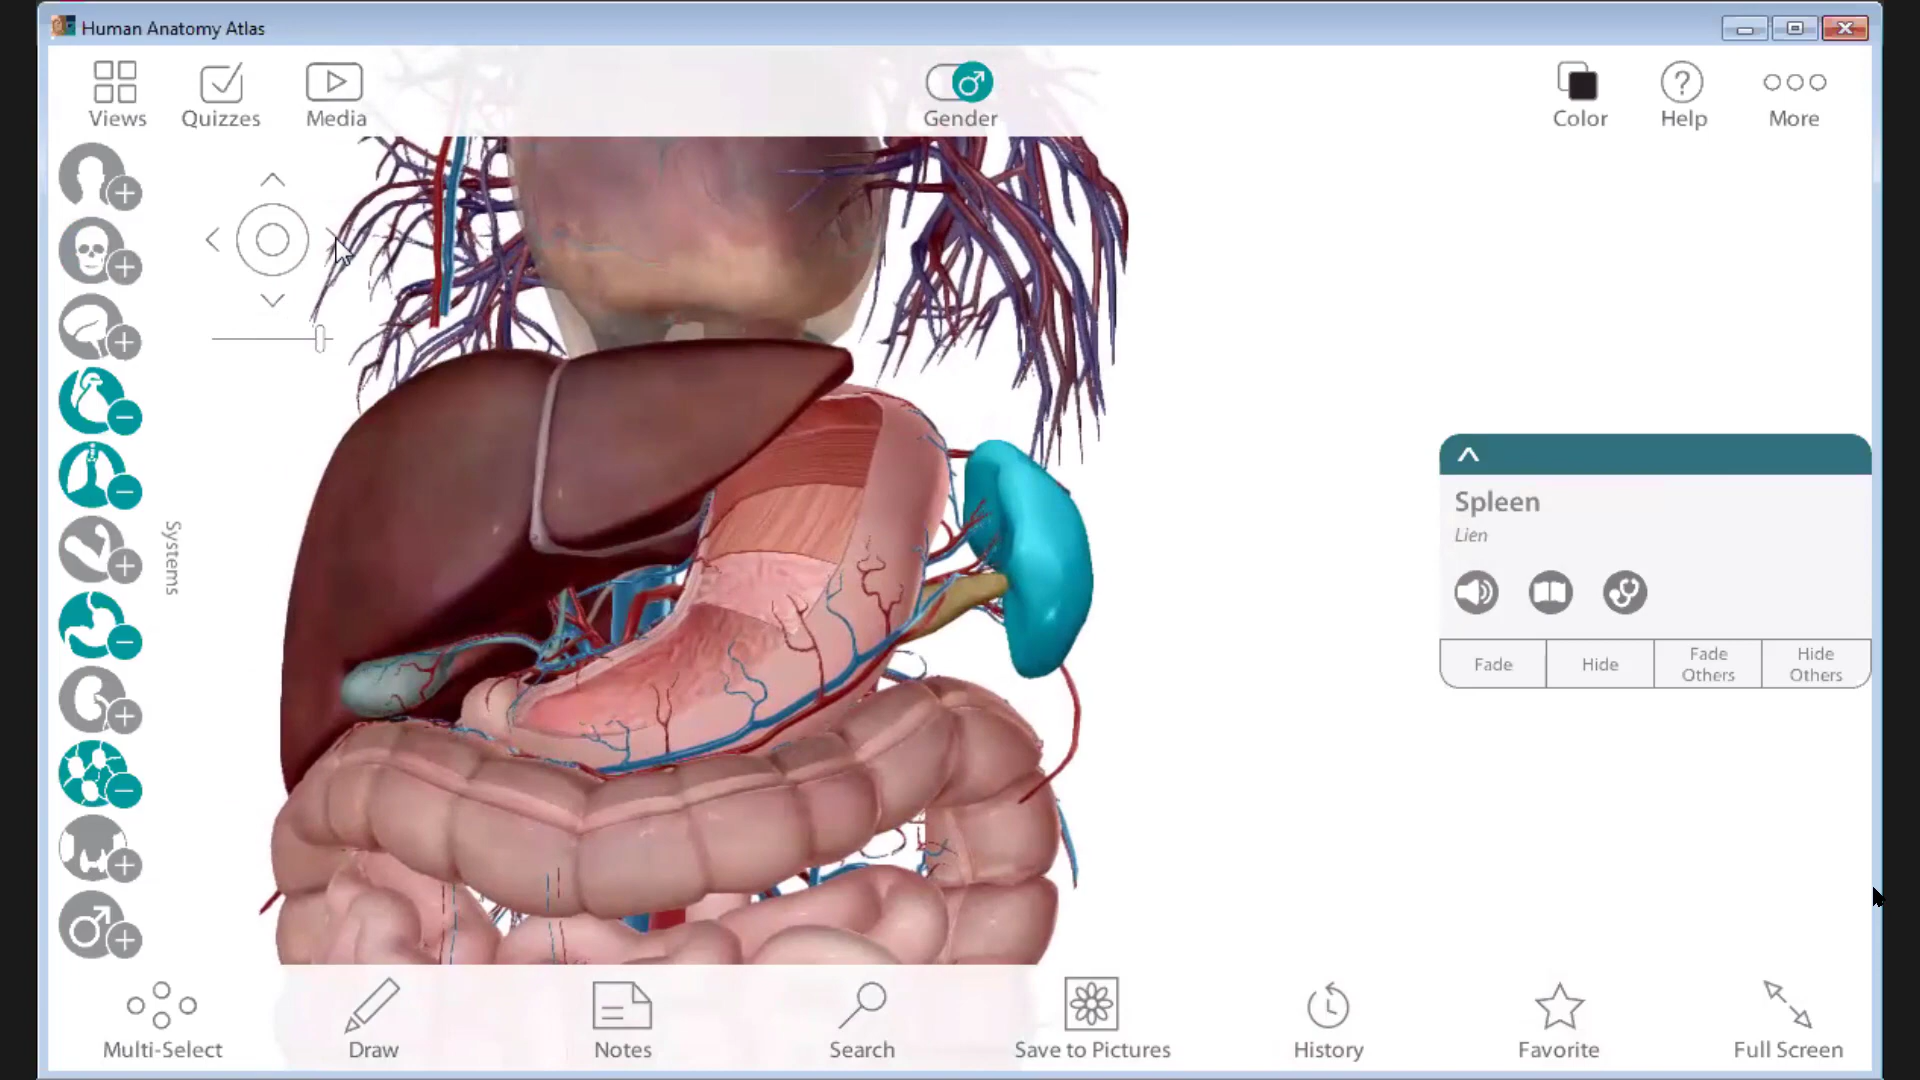 Human Anatomy Atlas
Views
Quizzes
Media
Gender
Color
Help
More
Systems
Spleen
Lien
Fade
Hide
Fade
Others
Hide
Others
Multi-Select
Draw
Notes
Search
Save to Pictures
History
Favorite
Full Screen